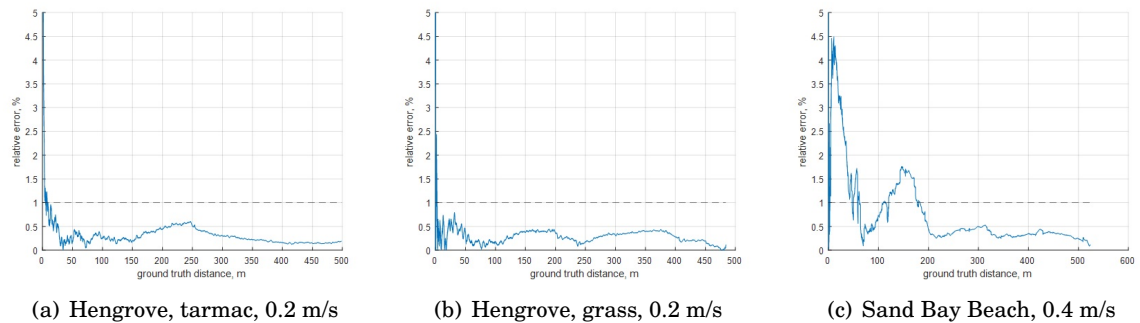 5
4.5
4
3.5
3
2.5
2
1.5
1
0.5
0
relative error, %
0 50 100 150 200 250 300 350 400 450 500
ground truth distance, m
(a) Hengrove, tarmac, 0.2 m/s
5
4.5
4
3.5
3
2.5
2
1.5
1
0.5
0
relative error, %
0 50 100 150 200 250 300 350 400 450 500
ground truth distance, m
(b) Hengrove, grass, 0.2 m/s
5
4.5
4
3.5
3
2.5
2
1.5
1
0.5
0
relative error, %
0 100 200 300 400 500 600
ground truth distance, m
(c) Sand Bay Beach, 0.4 m/s